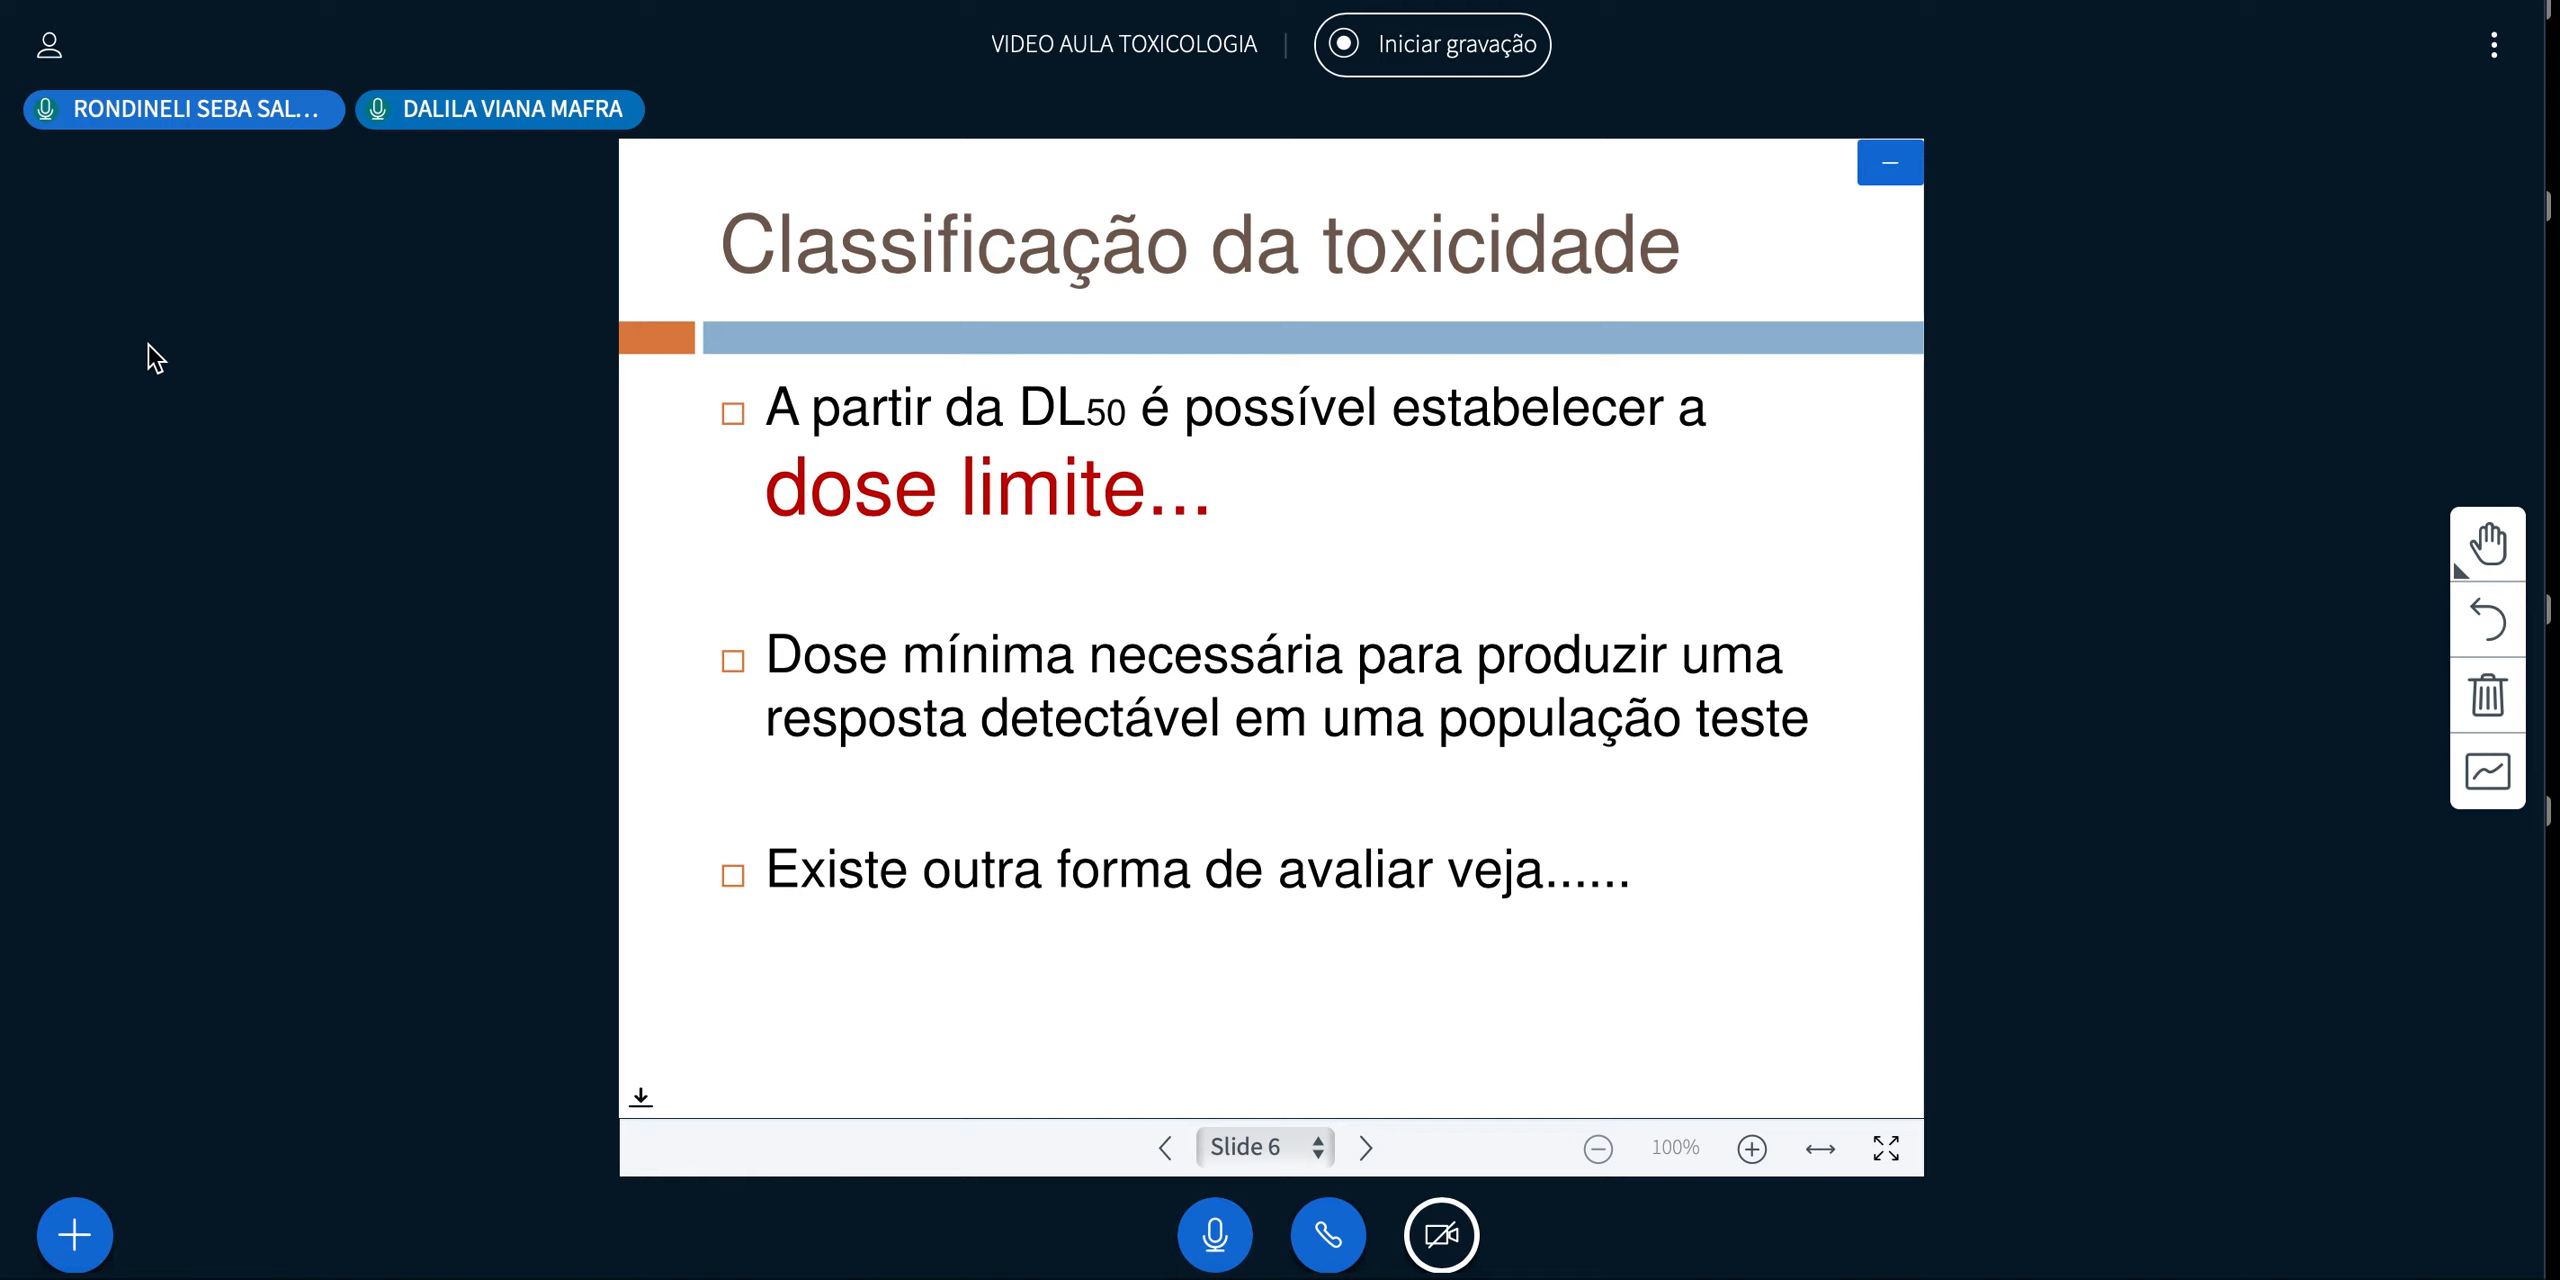 VIDEO AULA TOXICOLOGIA
Iniciar gravação
RONDINELI SEBA SAL...
DALILA VIANA MAFRA
Classificação da toxicidade
A partir da DL50 é possível estabelecer a
dose limite...
Dose mínima necessária para produzir uma
resposta detectável em uma população teste
Existe outra forma de avaliar veja......
Slide 6
100%